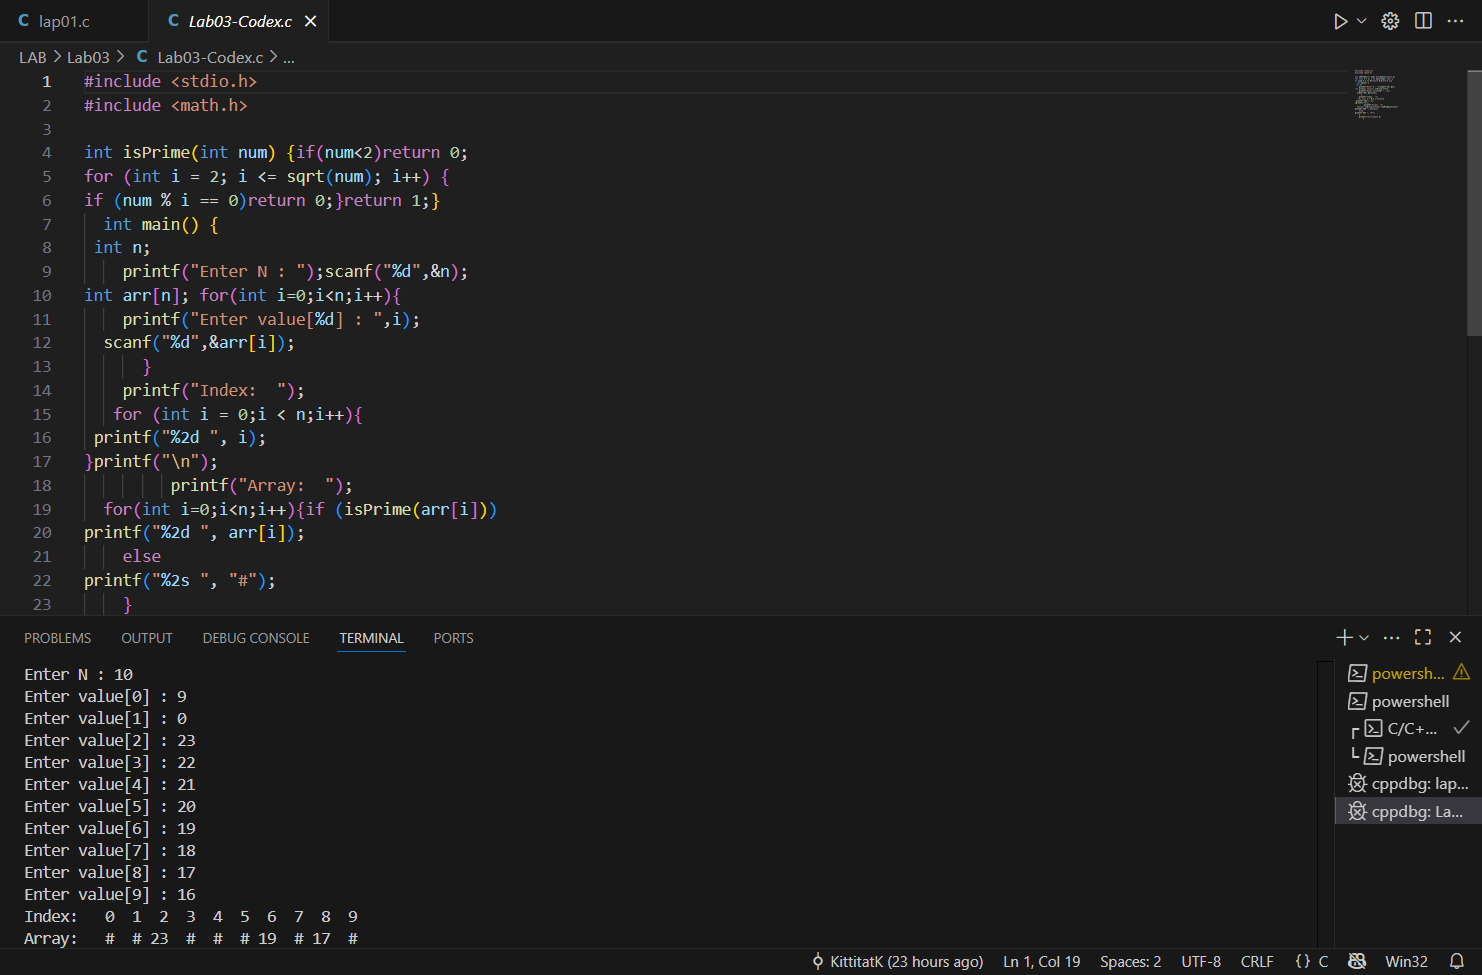 C lap01.c
C Lab03-Codex.c
LAB > Lab03 > C Lab03-Codex.c > ...
1 #include <stdio.h>
2 #include <math.h>
3
4 int isPrime(int num) {if(num<2)return 0;
5 for (int i = 2; i <= sqrt(num); i++) {
6 if (num % i == 0)return 0;}return 1;}
7 int main() {
8 int n;
9 printf("Enter N : ");scanf("%d",&n);
10 int arr[n]; for(int i=0;i<n;i++){
11 printf("Enter value[%d] : ",i);
12 scanf("%d",&arr[i]);
13 }
14 printf("Index:  ");
15 for (int i = 0;i < n;i++){
16 printf("%2d ", i);
17 }printf("\n");
18 printf("Array:  ");
19 for(int i=0;i<n;i++){if (isPrime(arr[i]))
20 printf("%2d ", arr[i]);
21 else
22 printf("%2s ", "#");
23 }
PROBLEMS OUTPUT DEBUG CONSOLE TERMINAL PORTS
Enter N : 10
Enter value[0] : 9
Enter value[1] : 0
Enter value[2] : 23
Enter value[3] : 22
Enter value[4] : 21
Enter value[5] : 20
Enter value[6] : 19
Enter value[7] : 18
Enter value[8] : 17
Enter value[9] : 16
Index:   0  1  2  3  4  5  6  7  8  9
Array:   #  # 23  #  #  # 19  # 17  #
powersh...
powershell
C/C+...
powershell
cppdbg: lap...
cppdbg: La...
KittitatK (23 hours ago) Ln 1, Col 19 Spaces: 2 UTF-8 CRLF {} C Win32